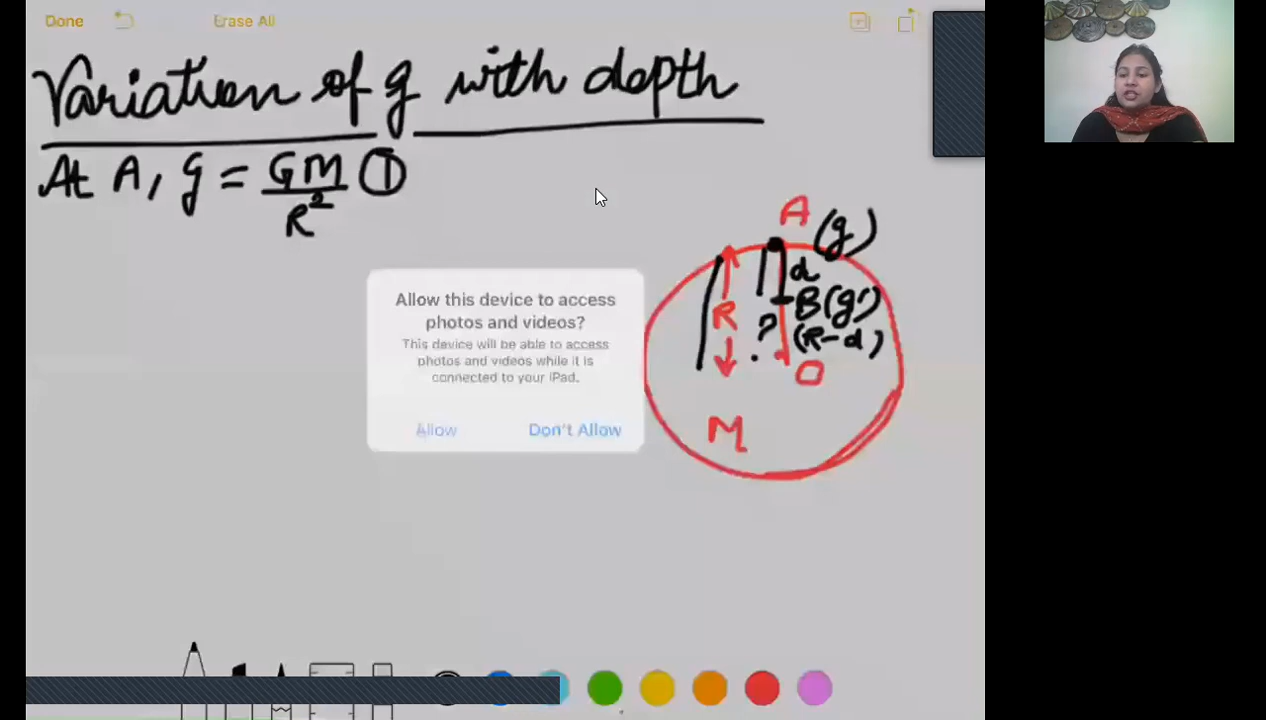 Done
Erase All
Variation of g with depth
At A, g = GM/R² ①
A (g)
d
B (g')
R
?
(R-d)
O
M
Allow this device to access
photos and videos?
This device will be able to access
photos and videos while it is
connected to your iPad.
Allow
Don't Allow